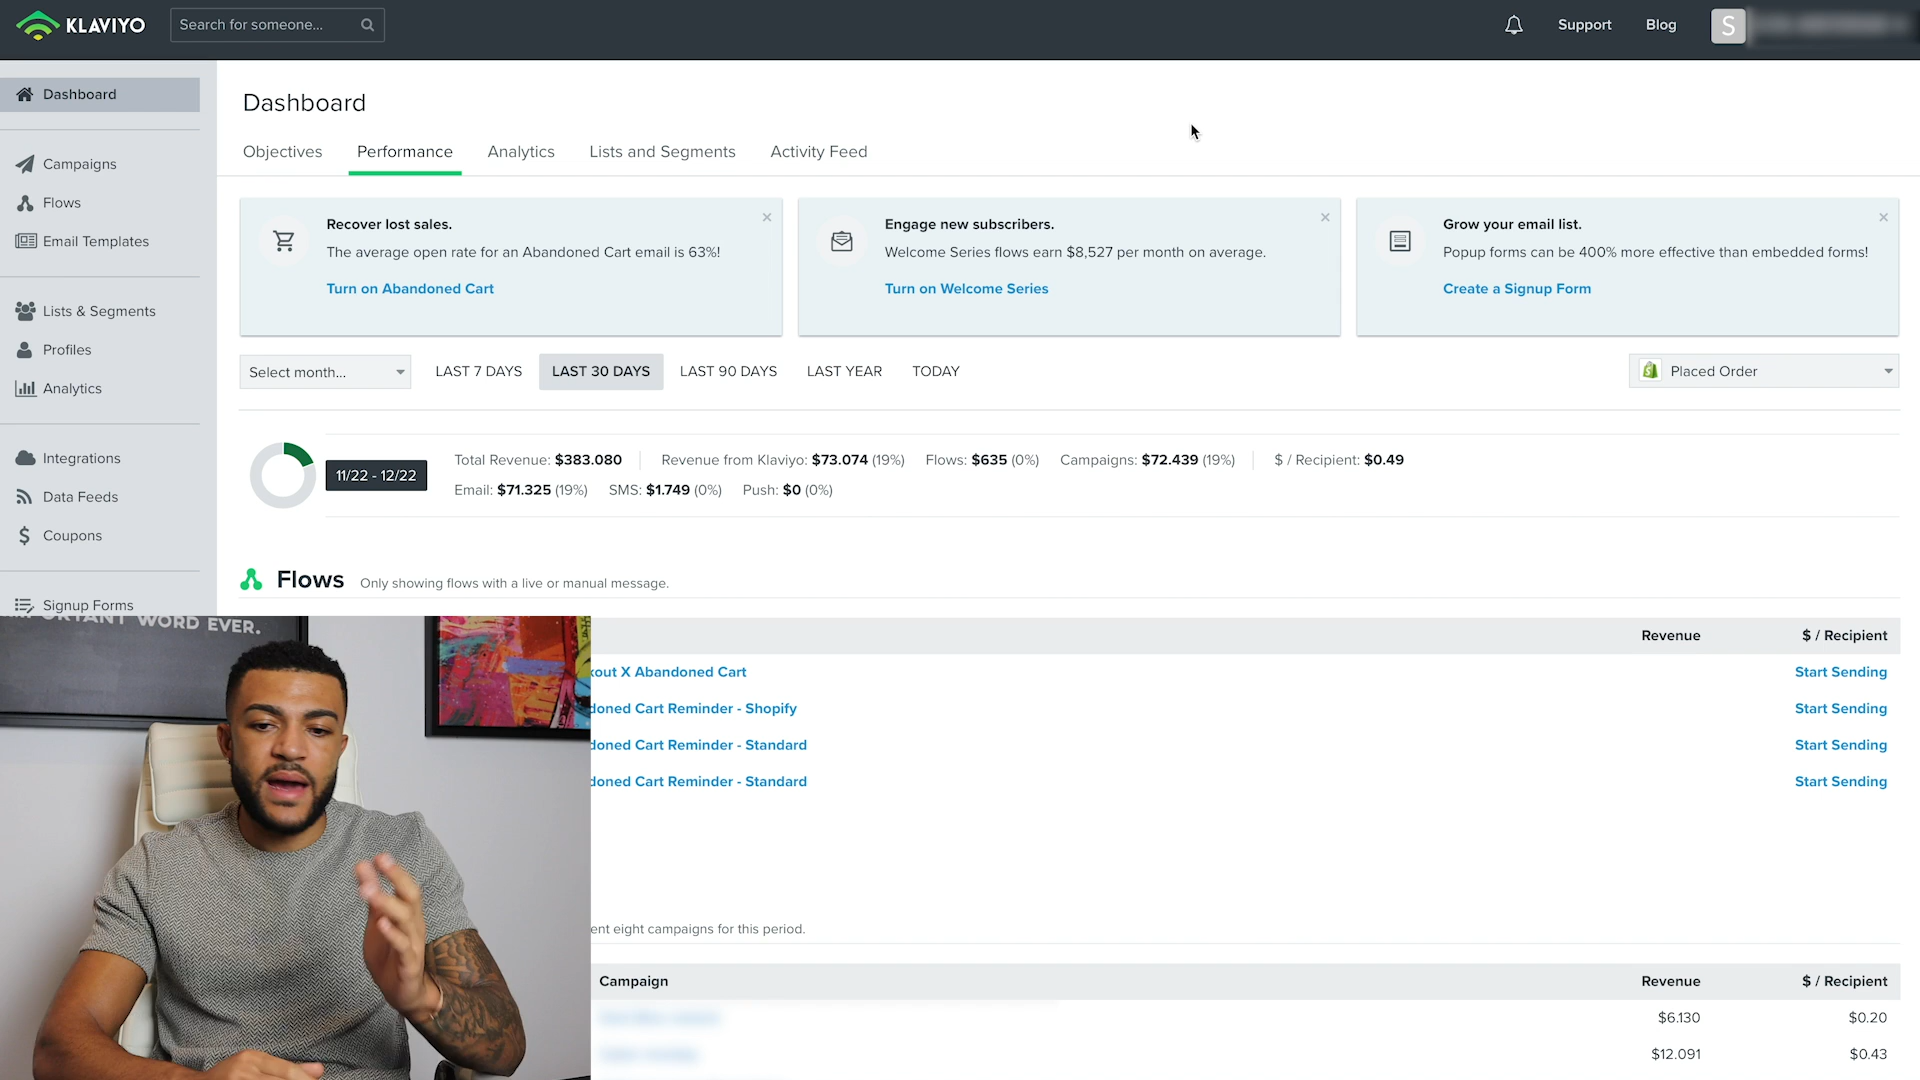 KLAVIYO
Search for someone...
Support
Blog
S
Dashboard
Campaigns
Flows
Email Templates
Lists & Segments
Profiles
Analytics
Integrations
Data Feeds
Coupons
Signup Forms
Dashboard
Objectives
Performance
Analytics
Lists and Segments
Activity Feed
Recover lost sales.
The average open rate for an Abandoned Cart email is 63%!
Turn on Abandoned Cart
Engage new subscribers.
Welcome Series flows earn $8,527 per month on average.
Turn on Welcome Series
Grow your email list.
Popup forms can be 400% more effective than embedded forms!
Create a Signup Form
Select month...
LAST 7 DAYS
LAST 30 DAYS
LAST 90 DAYS
LAST YEAR
TODAY
Placed Order
11/22 - 12/22
Total Revenue: $383.080
Revenue from Klaviyo: $73.074 (19%)
Flows: $635 (0%)
Campaigns: $72.439 (19%)
$ / Recipient: $0.49
Email: $71.325 (19%)
SMS: $1.749 (0%)
Push: $0 (0%)
Flows
Only showing flows with a live or manual message.
Revenue
$ / Recipient
kout X Abandoned Cart
Start Sending
doned Cart Reminder - Shopify
Start Sending
doned Cart Reminder - Standard
Start Sending
doned Cart Reminder - Standard
Start Sending
ent eight campaigns for this period.
Campaign
Revenue
$ / Recipient
$6.130
$0.20
$12.091
$0.43
WORD EVER.